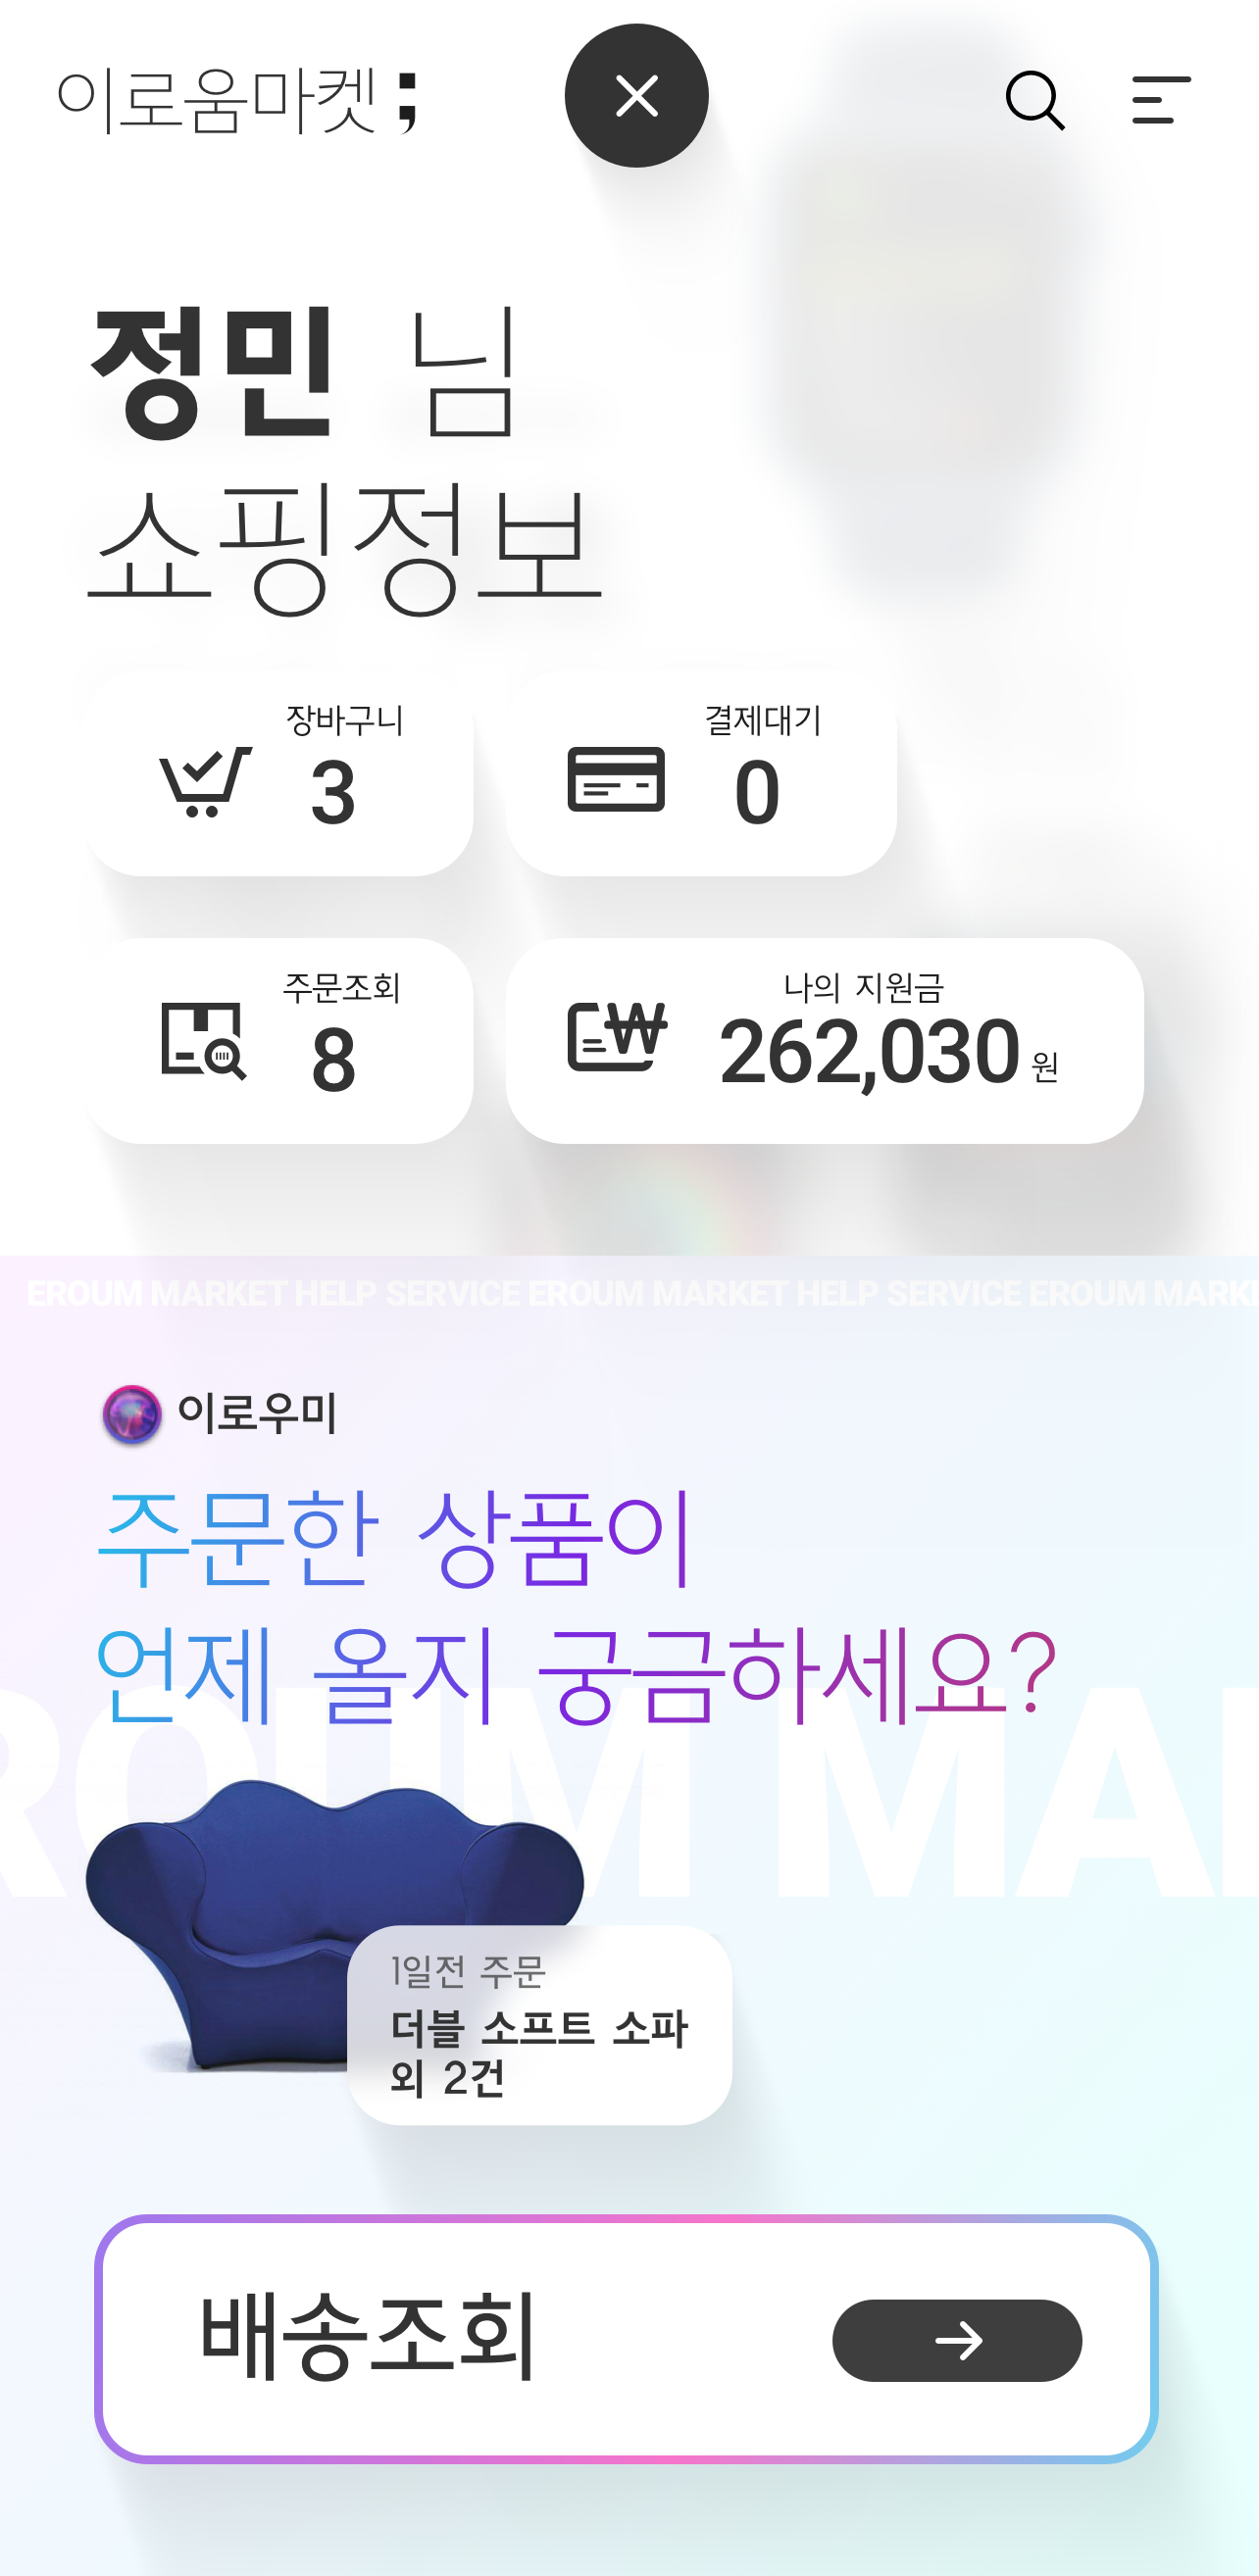 이로움마켓 ;
정민 님
쇼핑정보
장바구니
3
결제대기
0
주문조회
8
나의 지원금
262,030 원
EROUM MARKET HELP SERVICE EROUM MARKET HELP SERVICE EROUM MARKE
이로우미
주문한 상품이
언제 올지 궁금하세요?
ROUM MAR
1일전 주문
더블 소프트 소파
외 2건
배송조회